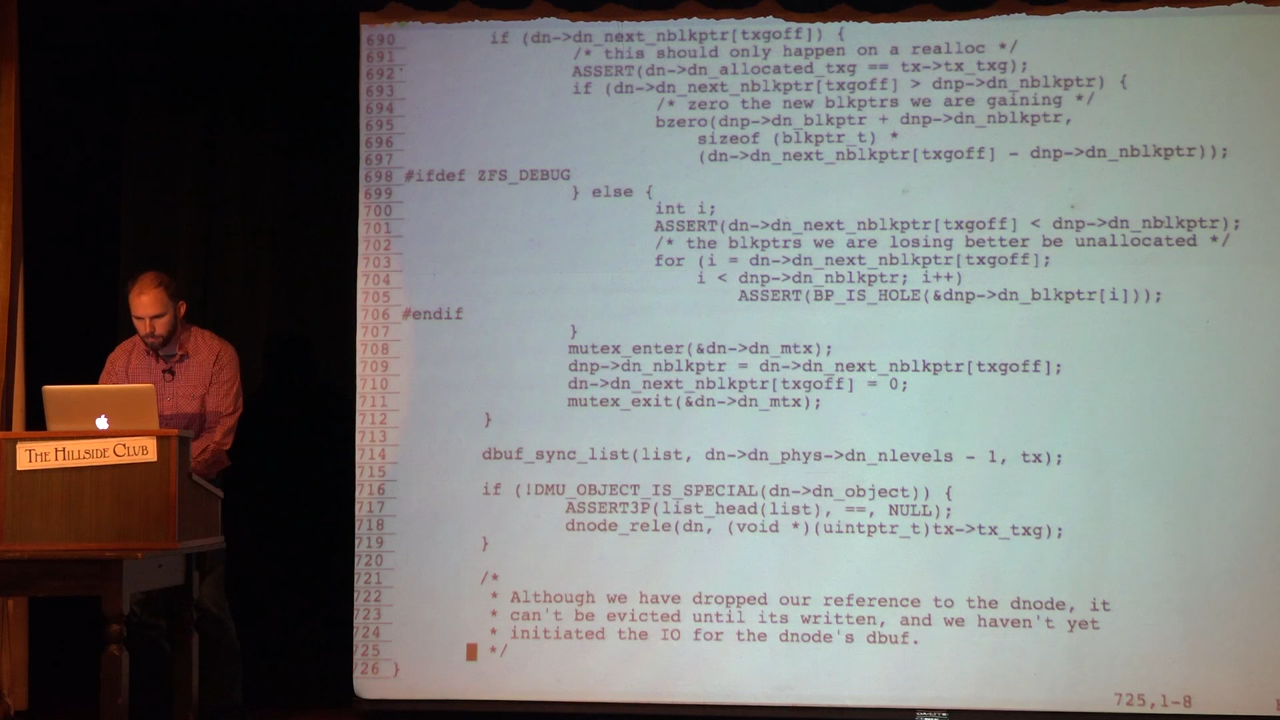 690 if (dn->dn_next_nblkptr[txgoff]) {
691 /* this should only happen on a realloc */
692 ASSERT(dn->dn_allocated_txg == tx->tx_txg);
693 if (dn->dn_next_nblkptr[txgoff] > dnp->dn_nblkptr) {
694 /* zero the new blkptrs we are gaining */
695 bzero(dnp->dn_blkptr + dnp->dn_nblkptr,
696 sizeof (blkptr_t) *
697 (dn->dn_next_nblkptr[txgoff] - dnp->dn_nblkptr));
698 #ifdef ZFS_DEBUG
699 } else {
700 int i;
701 ASSERT(dn->dn_next_nblkptr[txgoff] < dnp->dn_nblkptr);
702 /* the blkptrs we are losing better be unallocated */
703 for (i = dn->dn_next_nblkptr[txgoff];
704 i < dnp->dn_nblkptr; i++)
705 ASSERT(BP_IS_HOLE(&dnp->dn_blkptr[i]));
706 #endif
707 }
708 mutex_enter(&dn->dn_mtx);
709 dnp->dn_nblkptr = dn->dn_next_nblkptr[txgoff];
710 dn->dn_next_nblkptr[txgoff] = 0;
711 mutex_exit(&dn->dn_mtx);
712 }
713
714 dbuf_sync_list(list, dn->dn_phys->dn_nlevels - 1, tx);
715
716 if (!DMU_OBJECT_IS_SPECIAL(dn->dn_object)) {
717 ASSERT3P(list_head(list), ==, NULL);
718 dnode_rele(dn, (void *)(uintptr_t)tx->tx_txg);
719 }
720
721 /*
722 * Although we have dropped our reference to the dnode, it
723 * can't be evicted until its written, and we haven't yet
724 * initiated the IO for the dnode's dbuf.
725 */
726 }
725,1-8
THE HILLSIDE CLUB